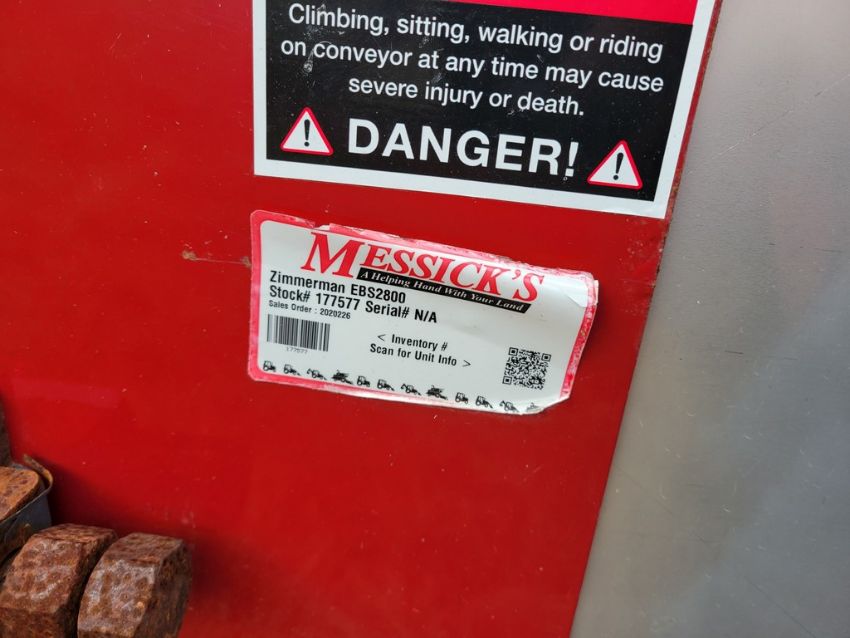 Climbing, sitting, walking or riding
on conveyor at any time may cause
severe injury or death.
DANGER!
MESSICK'S
A Helping Hand With Your Land
Zimmerman EBS2800
Stock# 177577 Serial# N/A
Sales Order : 2020226
< Inventory #
Scan for Unit Info >
177577